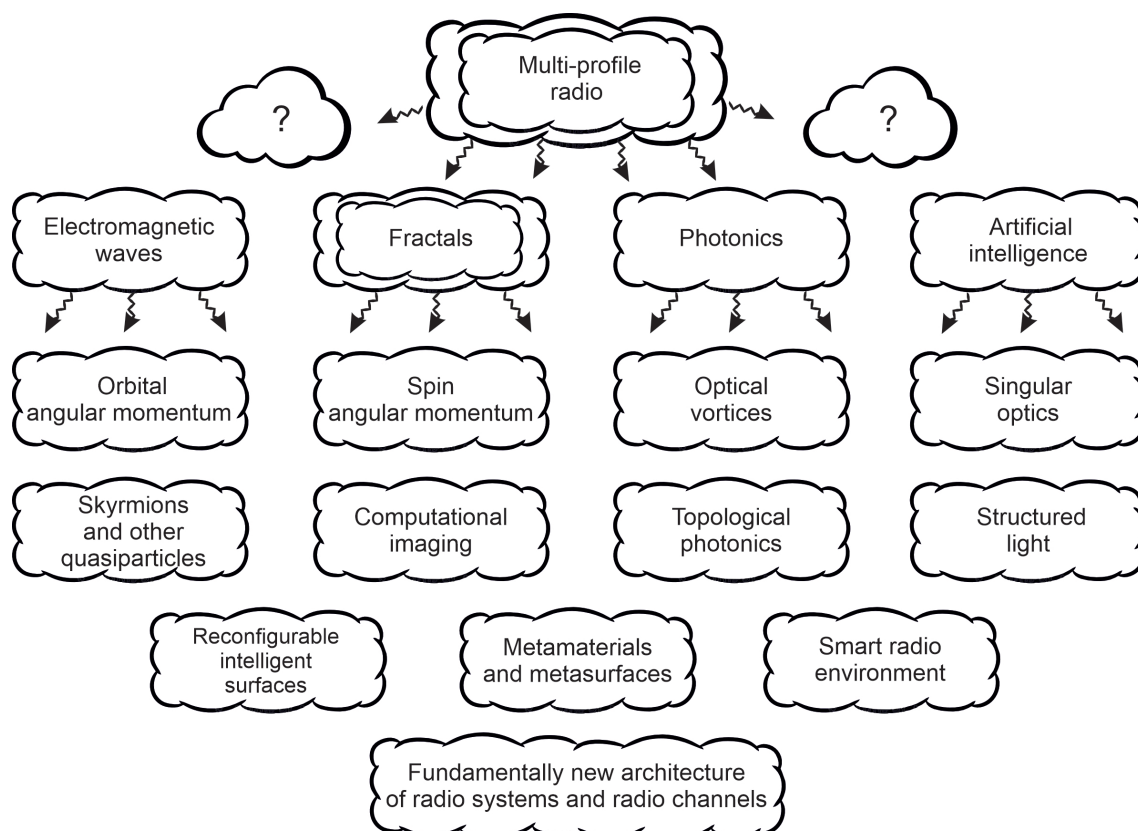 Multi-profile
radio
?
?
Electromagnetic
waves
Fractals
Photonics
Artificial
intelligence
Orbital
angular momentum
Spin
angular momentum
Optical
vortices
Singular
optics
Skyrmions
and other
quasiparticles
Computational
imaging
Topological
photonics
Structured
light
Reconfigurable
intelligent
surfaces
Metamaterials
and metasurfaces
Smart radio
environment
Fundamentally new architecture
of radio systems and radio channels